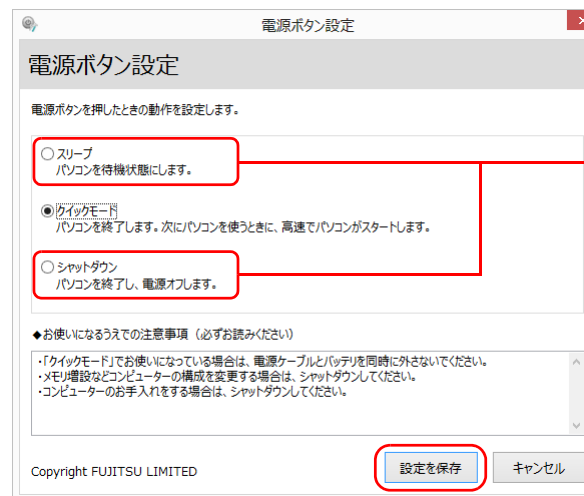 電源ボタン設定
電源ボタン設定
電源ボタンを押したときの動作を設定します。
スリープ
パソコンを待機状態にします。
クイックモード
パソコンを終了します。次にパソコンを使うときに、高速でパソコンがスタートします。
シャットダウン
パソコンを終了し、電源オフします。
◆お使いになるうえでの注意事項（必ずお読みください）
・「クイックモード」でお使いになっている場合は、電源ケーブルとバッテリを同時に外さないでください。
・メモリ増設などコンピューターの構成を変更する場合は、シャットダウンしてください。
・コンピューターのお手入れをする場合は、シャットダウンしてください。
Copyright FUJITSU LIMITED
設定を保存
キャンセル